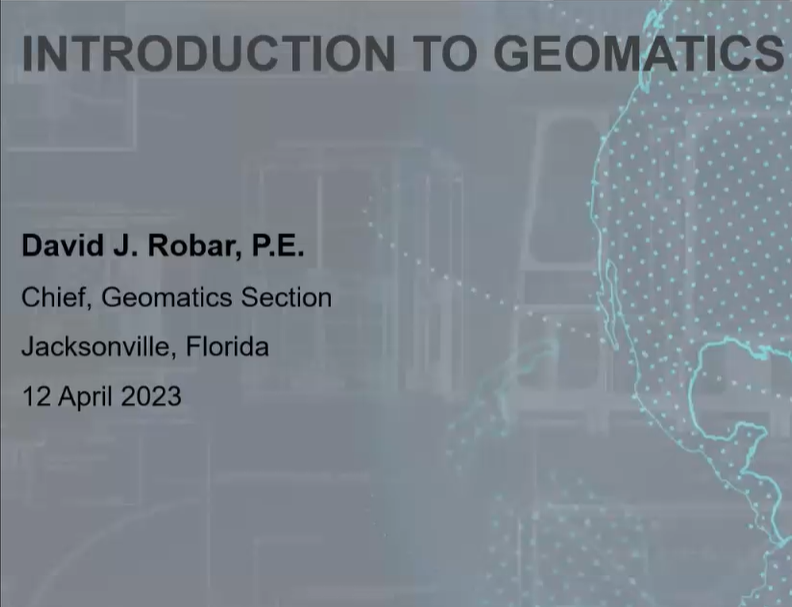 INTRODUCTION TO GEOMATICS
David J. Robar, P.E.
Chief, Geomatics Section
Jacksonville, Florida
12 April 2023